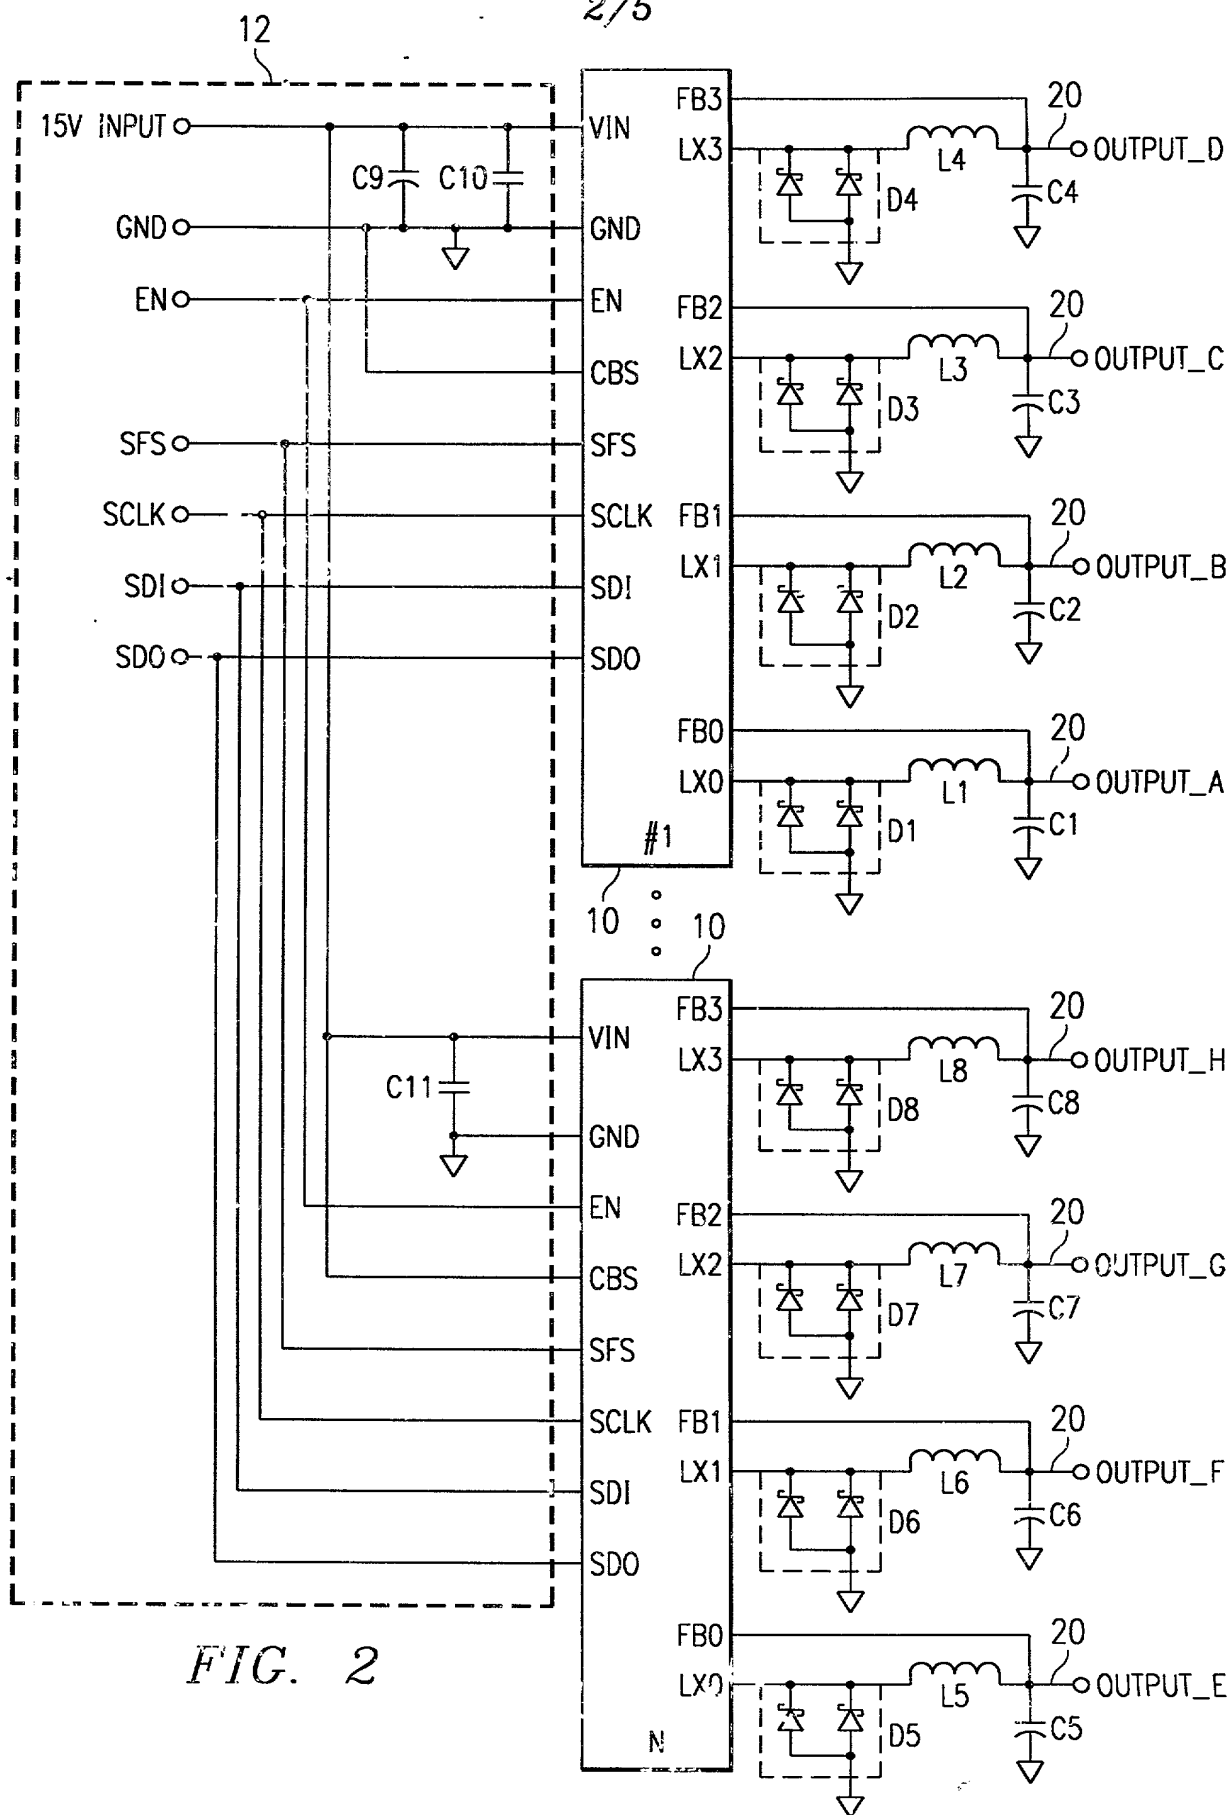 2/5
12
15V INPUT
GND
EN
SFS
SCLK
SDI
SDO
C9
C10
VIN
GND
EN
CBS
SFS
SCLK
SDI
SDO
FB3
LX3
FB2
LX2
FB1
LX1
FB0
LX0
#1
10
D4
L4
C4
20
OUTPUT_D
D3
L3
C3
20
OUTPUT_C
D2
L2
C2
20
OUTPUT_B
D1
L1
C1
20
OUTPUT_A
10
C11
VIN
GND
EN
CBS
SFS
SCLK
SDI
SDO
FB3
LX3
FB2
LX2
FB1
LX1
FB0
LX0
N
D8
L8
C8
20
OUTPUT_H
D7
L7
C7
20
OUTPUT_G
D6
L6
C6
20
OUTPUT_F
D5
L5
C5
20
OUTPUT_E
FIG. 2